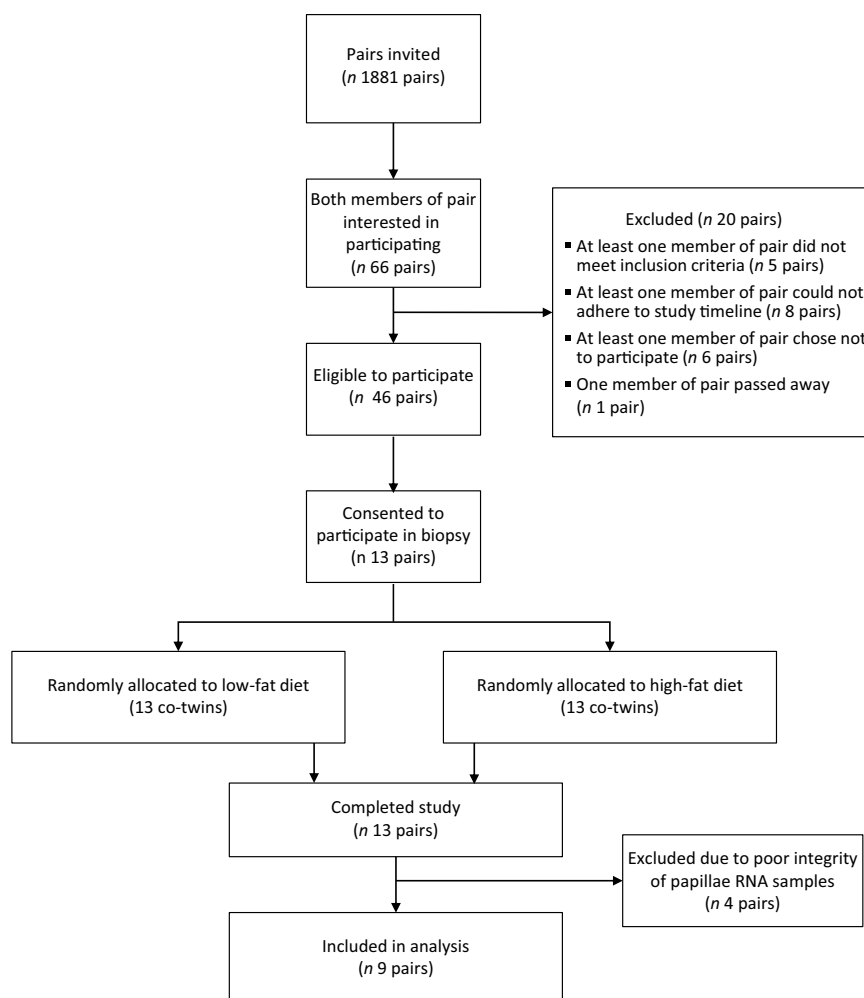 Pairs invited
(n 1881 pairs)
Both members of pair
interested in
participating
(n 66 pairs)
Excluded (n 20 pairs)
▪ At least one member of pair did not
meet inclusion criteria (n 5 pairs)
▪ At least one member of pair could not
adhere to study timeline (n 8 pairs)
▪ At least one member of pair chose not
to participate (n 6 pairs)
▪ One member of pair passed away
(n 1 pair)
Eligible to participate
(n 46 pairs)
Consented to
participate in biopsy
(n 13 pairs)
Randomly allocated to low-fat diet
(13 co-twins)
Randomly allocated to high-fat diet
(13 co-twins)
Completed study
(n 13 pairs)
Excluded due to poor integrity
of papillae RNA samples
(n 4 pairs)
Included in analysis
(n 9 pairs)